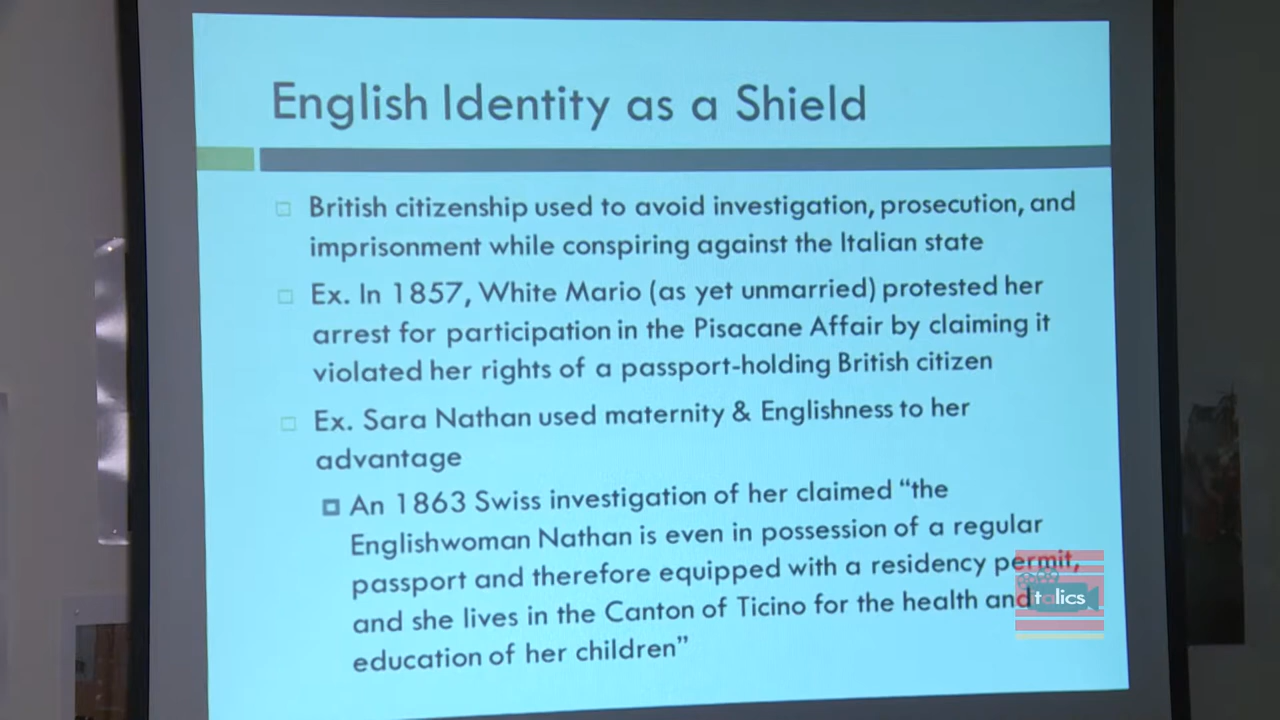 English Identity as a Shield
British citizenship used to avoid investigation, prosecution, and
imprisonment while conspiring against the Italian state
Ex. In 1857, White Mario (as yet unmarried) protested her
arrest for participation in the Pisacane Affair by claiming it
violated her rights of a passport-holding British citizen
Ex. Sara Nathan used maternity & Englishness to her
advantage
An 1863 Swiss investigation of her claimed “the
Englishwoman Nathan is even in possession of a regular
passport and therefore equipped with a residency permit,
and she lives in the Canton of Ticino for the health and
education of her children”
italics